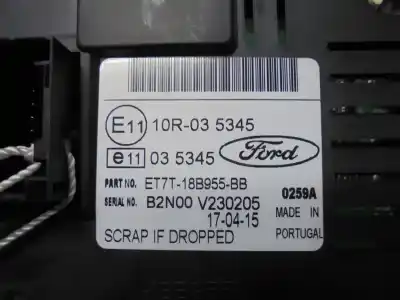 E11 10R-03 5345
e11 03 5345 Ford
PART NO. ET7T-18B955-BB
SERIAL NO. B2N00 V230205 0259A
17-04-15 MADE IN
SCRAP IF DROPPED PORTUGAL